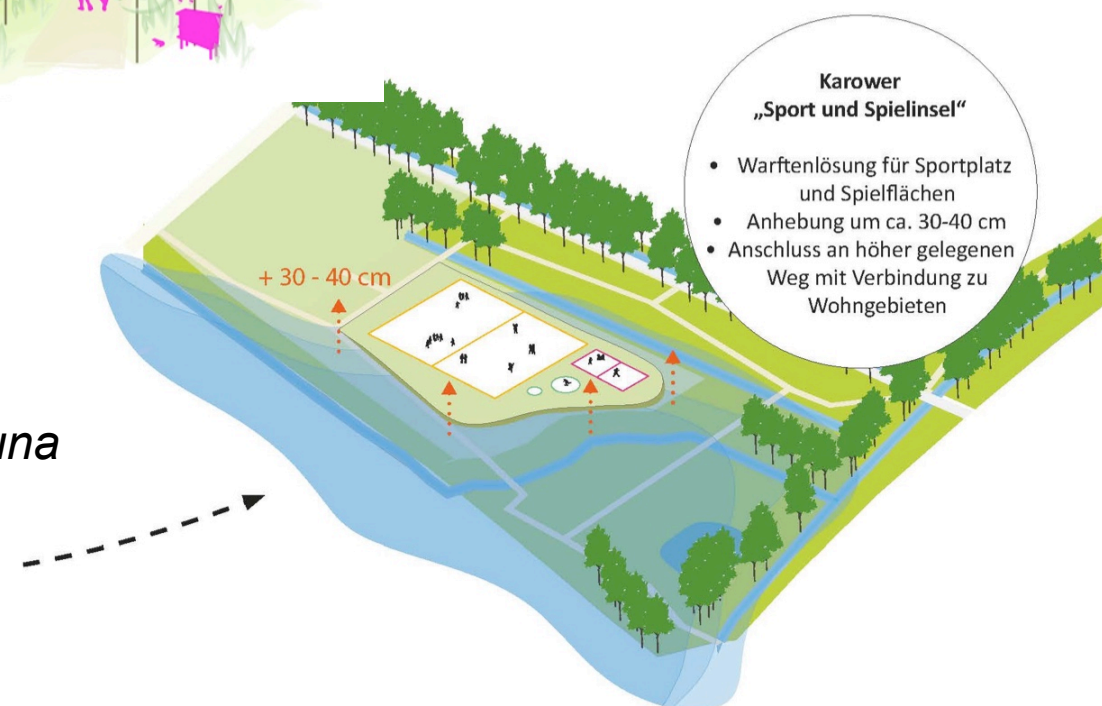 Karower
„Sport und Spielinsel“
• Warftenlösung für Sportplatz
und Spielflächen
• Anhebung um ca. 30-40 cm
• Anschluss an höher gelegenen
Weg mit Verbindung zu
Wohngebieten
+ 30 - 40 cm